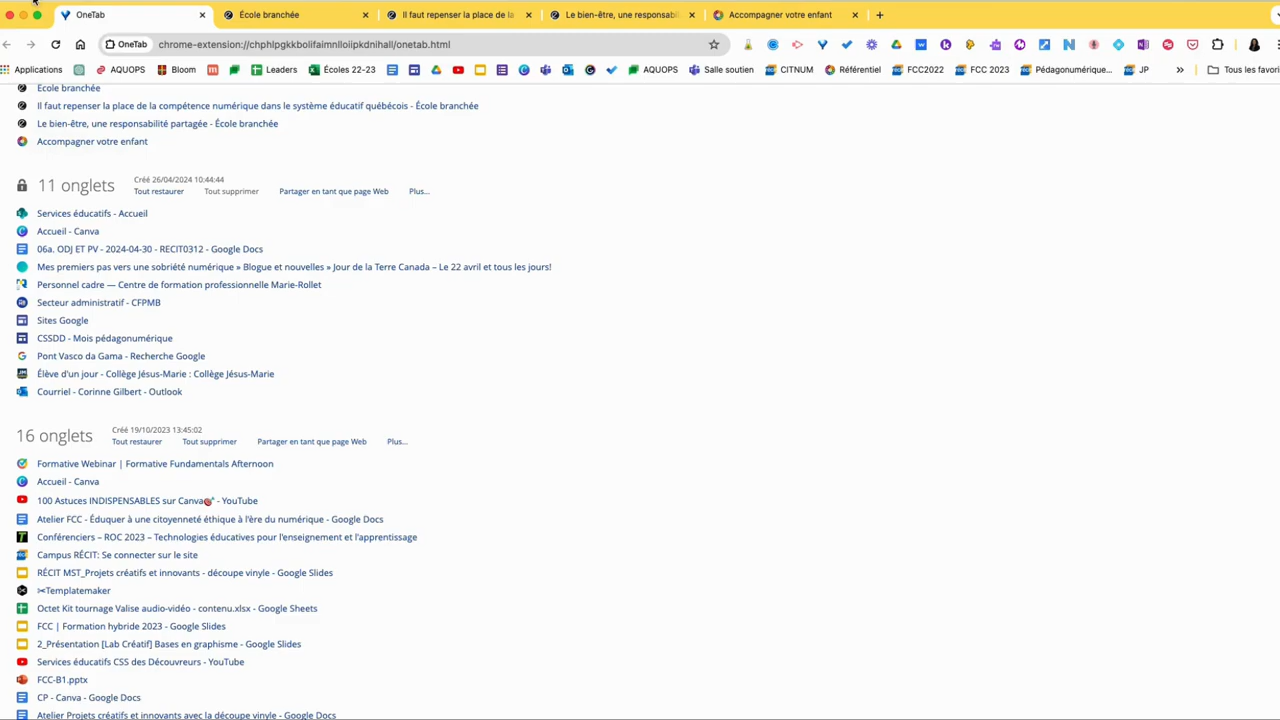 OneTab
École branchée
Il faut repenser la place de la
Le bien-être, une responsabil
Accompagner votre enfant
OneTab
chrome-extension://chphlpgkkbolifaimnlloiipkdnihall/onetab.html
Applications
AQUOPS
Bloom
Leaders
Écoles 22-23
AQUOPS
Salle soutien
CITNUM
Référentiel
FCC2022
FCC 2023
Pédagonumérique...
JP
»
Tous les favori
École branchée
Il faut repenser la place de la compétence numérique dans le système éducatif québécois - École branchée
Le bien-être, une responsabilité partagée - École branchée
Accompagner votre enfant
11 onglets
Créé 26/04/2024 10:44:44
Tout restaurer
Tout supprimer
Partager en tant que page Web
Plus...
Services éducatifs - Accueil
Accueil - Canva
06a. ODJ ET PV - 2024-04-30 - RECIT0312 - Google Docs
Mes premiers pas vers une sobriété numérique » Blogue et nouvelles » Jour de la Terre Canada – Le 22 avril et tous les jours!
Personnel cadre — Centre de formation professionnelle Marie-Rollet
Secteur administratif - CFPMB
Sites Google
CSSDD - Mois pédagonumérique
Pont Vasco da Gama - Recherche Google
Élève d'un jour - Collège Jésus-Marie : Collège Jésus-Marie
Courriel - Corinne Gilbert - Outlook
16 onglets
Créé 19/10/2023 13:45:02
Tout restaurer
Tout supprimer
Partager en tant que page Web
Plus...
Formative Webinar | Formative Fundamentals Afternoon
Accueil - Canva
100 Astuces INDISPENSABLES sur Canva🎯 - YouTube
Atelier FCC - Éduquer à une citoyenneté éthique à l'ère du numérique - Google Docs
Conférenciers – ROC 2023 – Technologies éducatives pour l'enseignement et l'apprentissage
Campus RÉCIT: Se connecter sur le site
RÉCIT MST_Projets créatifs et innovants - découpe vinyle - Google Slides
✂Templatemaker
Octet Kit tournage Valise audio-vidéo - contenu.xlsx - Google Sheets
FCC | Formation hybride 2023 - Google Slides
2_Présentation [Lab Créatif] Bases en graphisme - Google Slides
Services éducatifs CSS des Découvreurs - YouTube
FCC-B1.pptx
CP - Canva - Google Docs
Atelier Projets créatifs et innovants avec la découpe vinyle - Google Docs